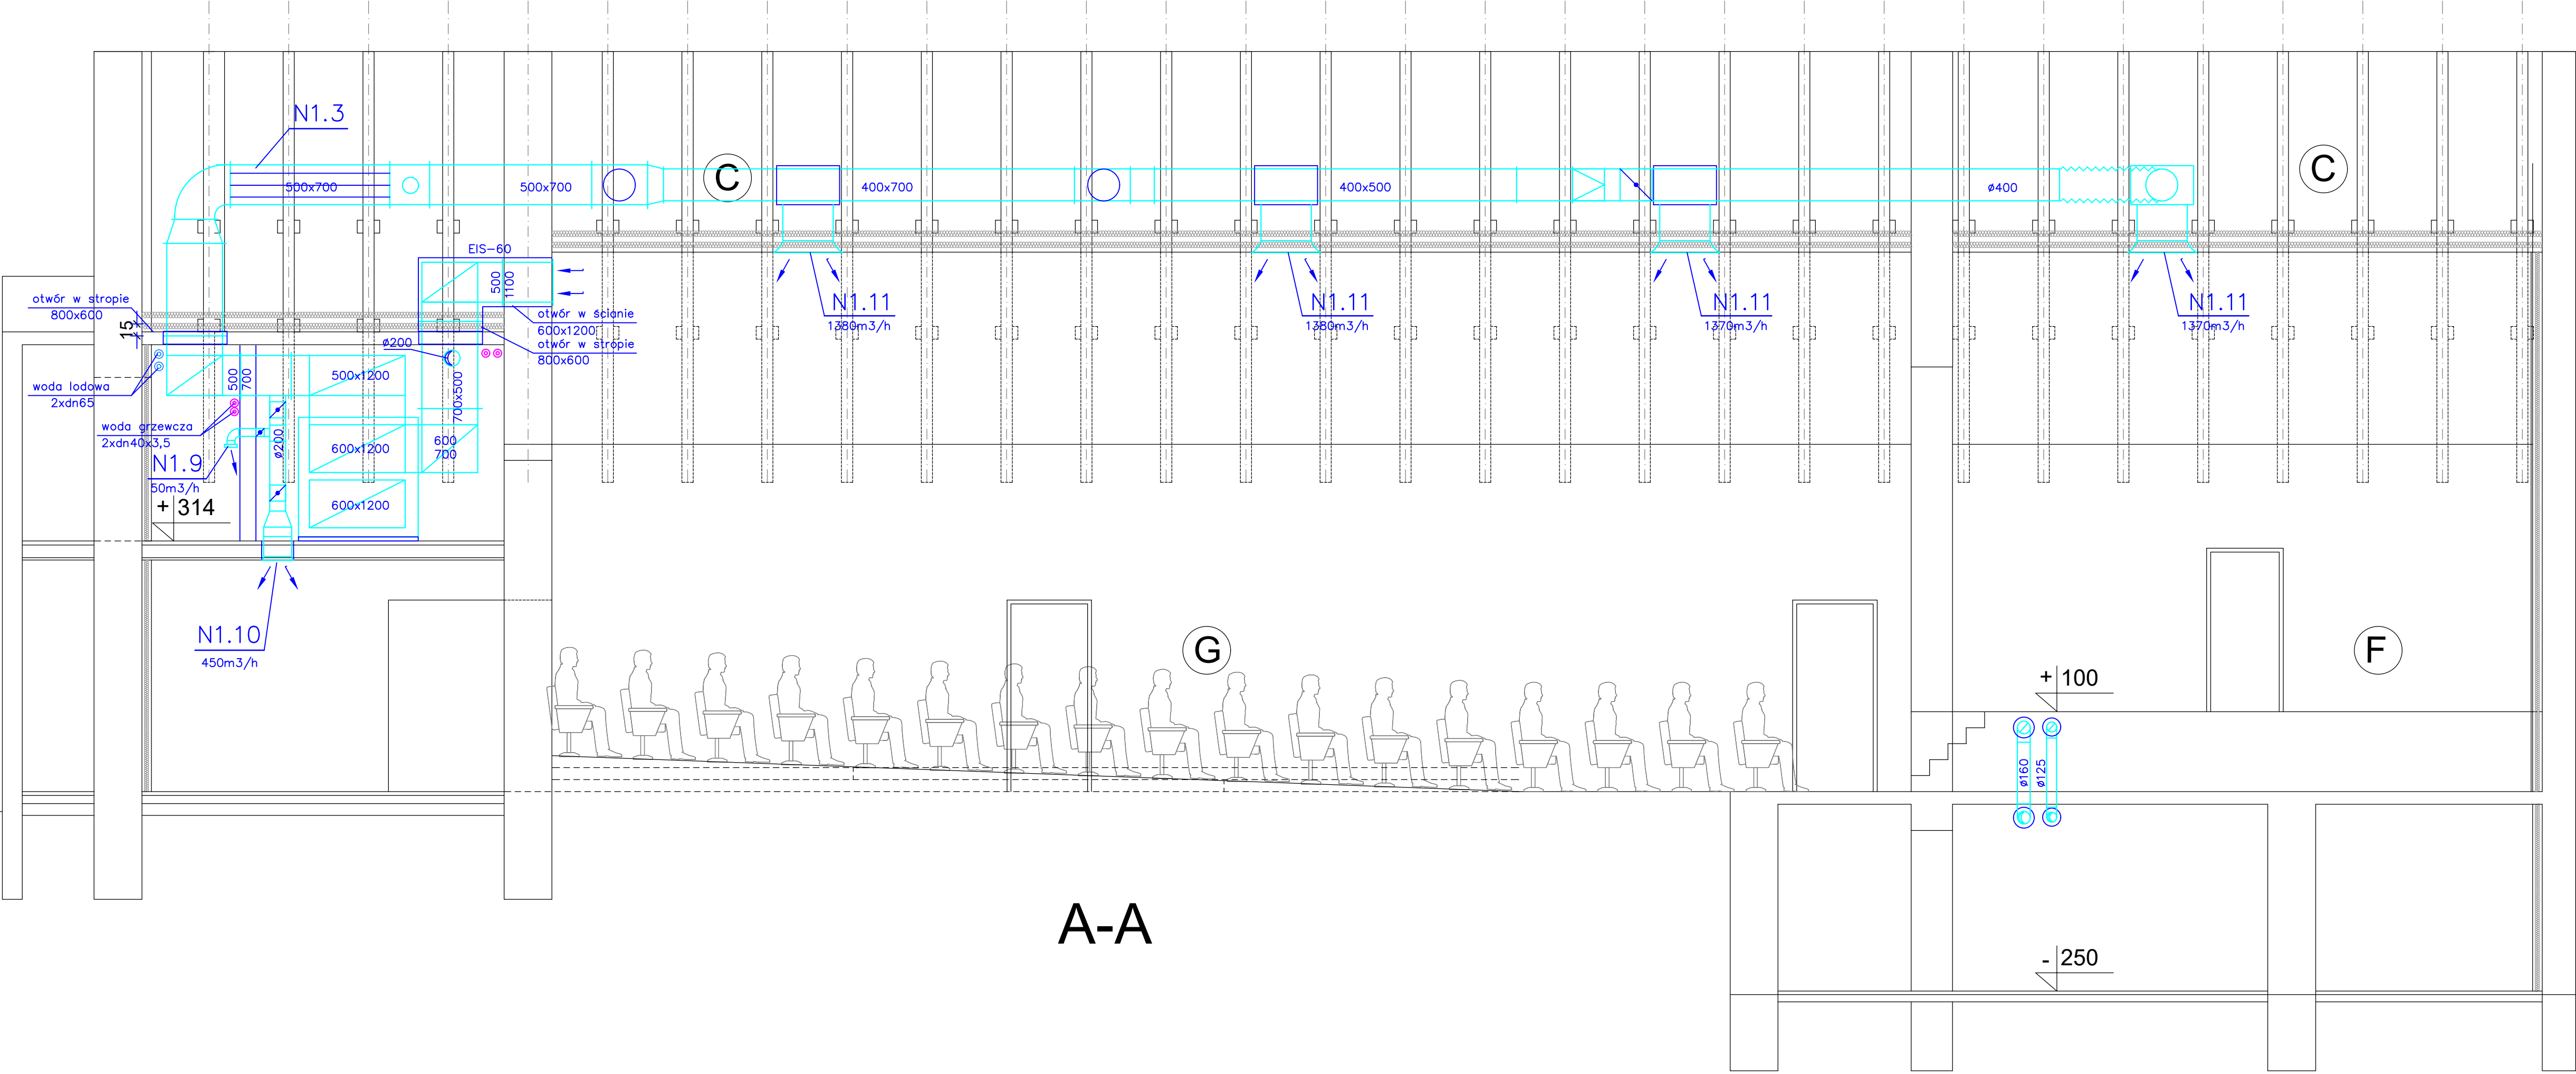 N1.3
C
C
500x700
500x700
400x700
400x500
ø400
EIS-60
500
1100
otwór w stropie
800x600
15
otwór w ścianie
600x1200
otwór w stropie
800x600
N1.11
1380m3/h
N1.11
1380m3/h
N1.11
1370m3/h
N1.11
1370m3/h
ø200
woda lodowa
2xdn65
500
700
500x1200
700x500
woda grzewcza
2xdn40x3,5
ø200
600x1200
600
700
N1.9
50m3/h
+ 314
600x1200
N1.10
450m3/h
G
F
+ 100
ø160
ø125
A-A
- 250